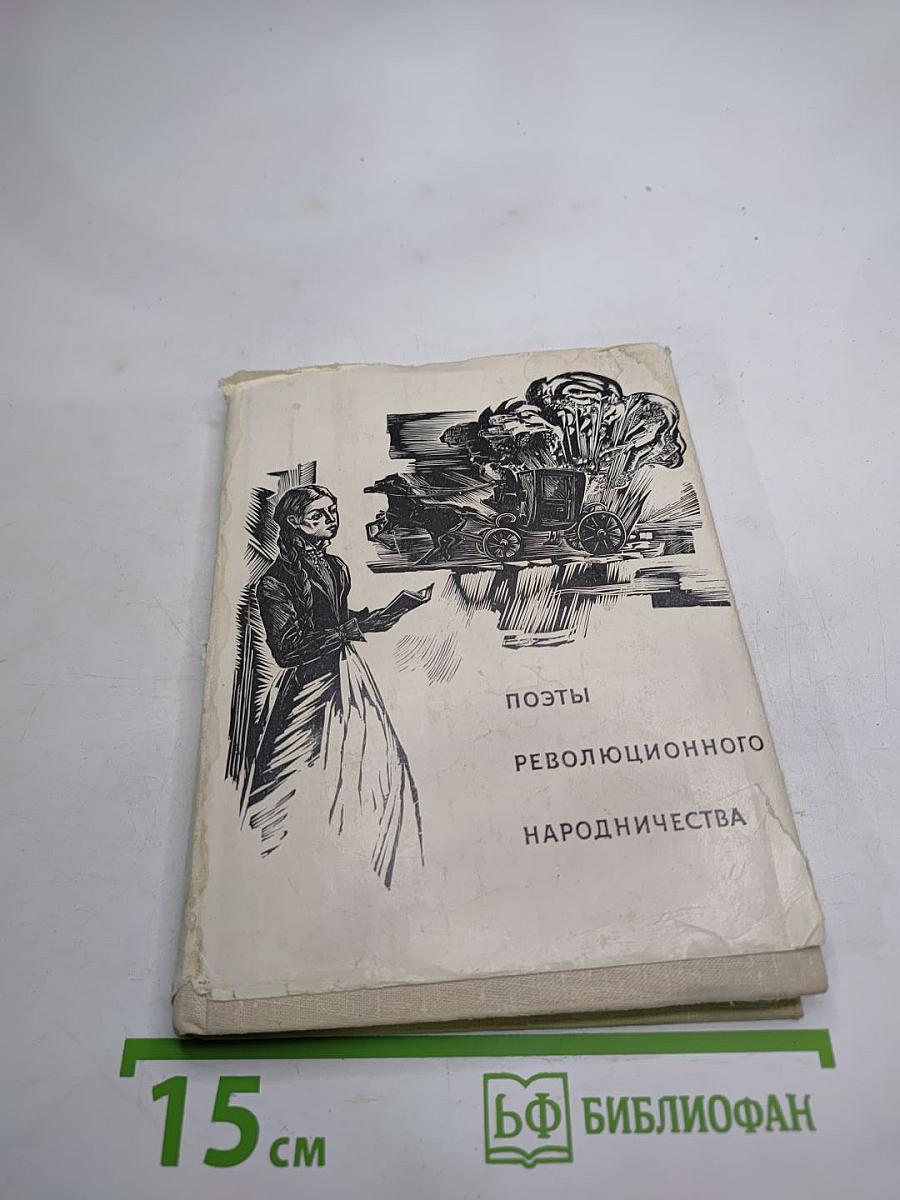 ПОЭТЫ
РЕВОЛЮЦИОННОГО
НАРОДНИЧЕСТВА
15 см
БФ БИБЛИОФАН